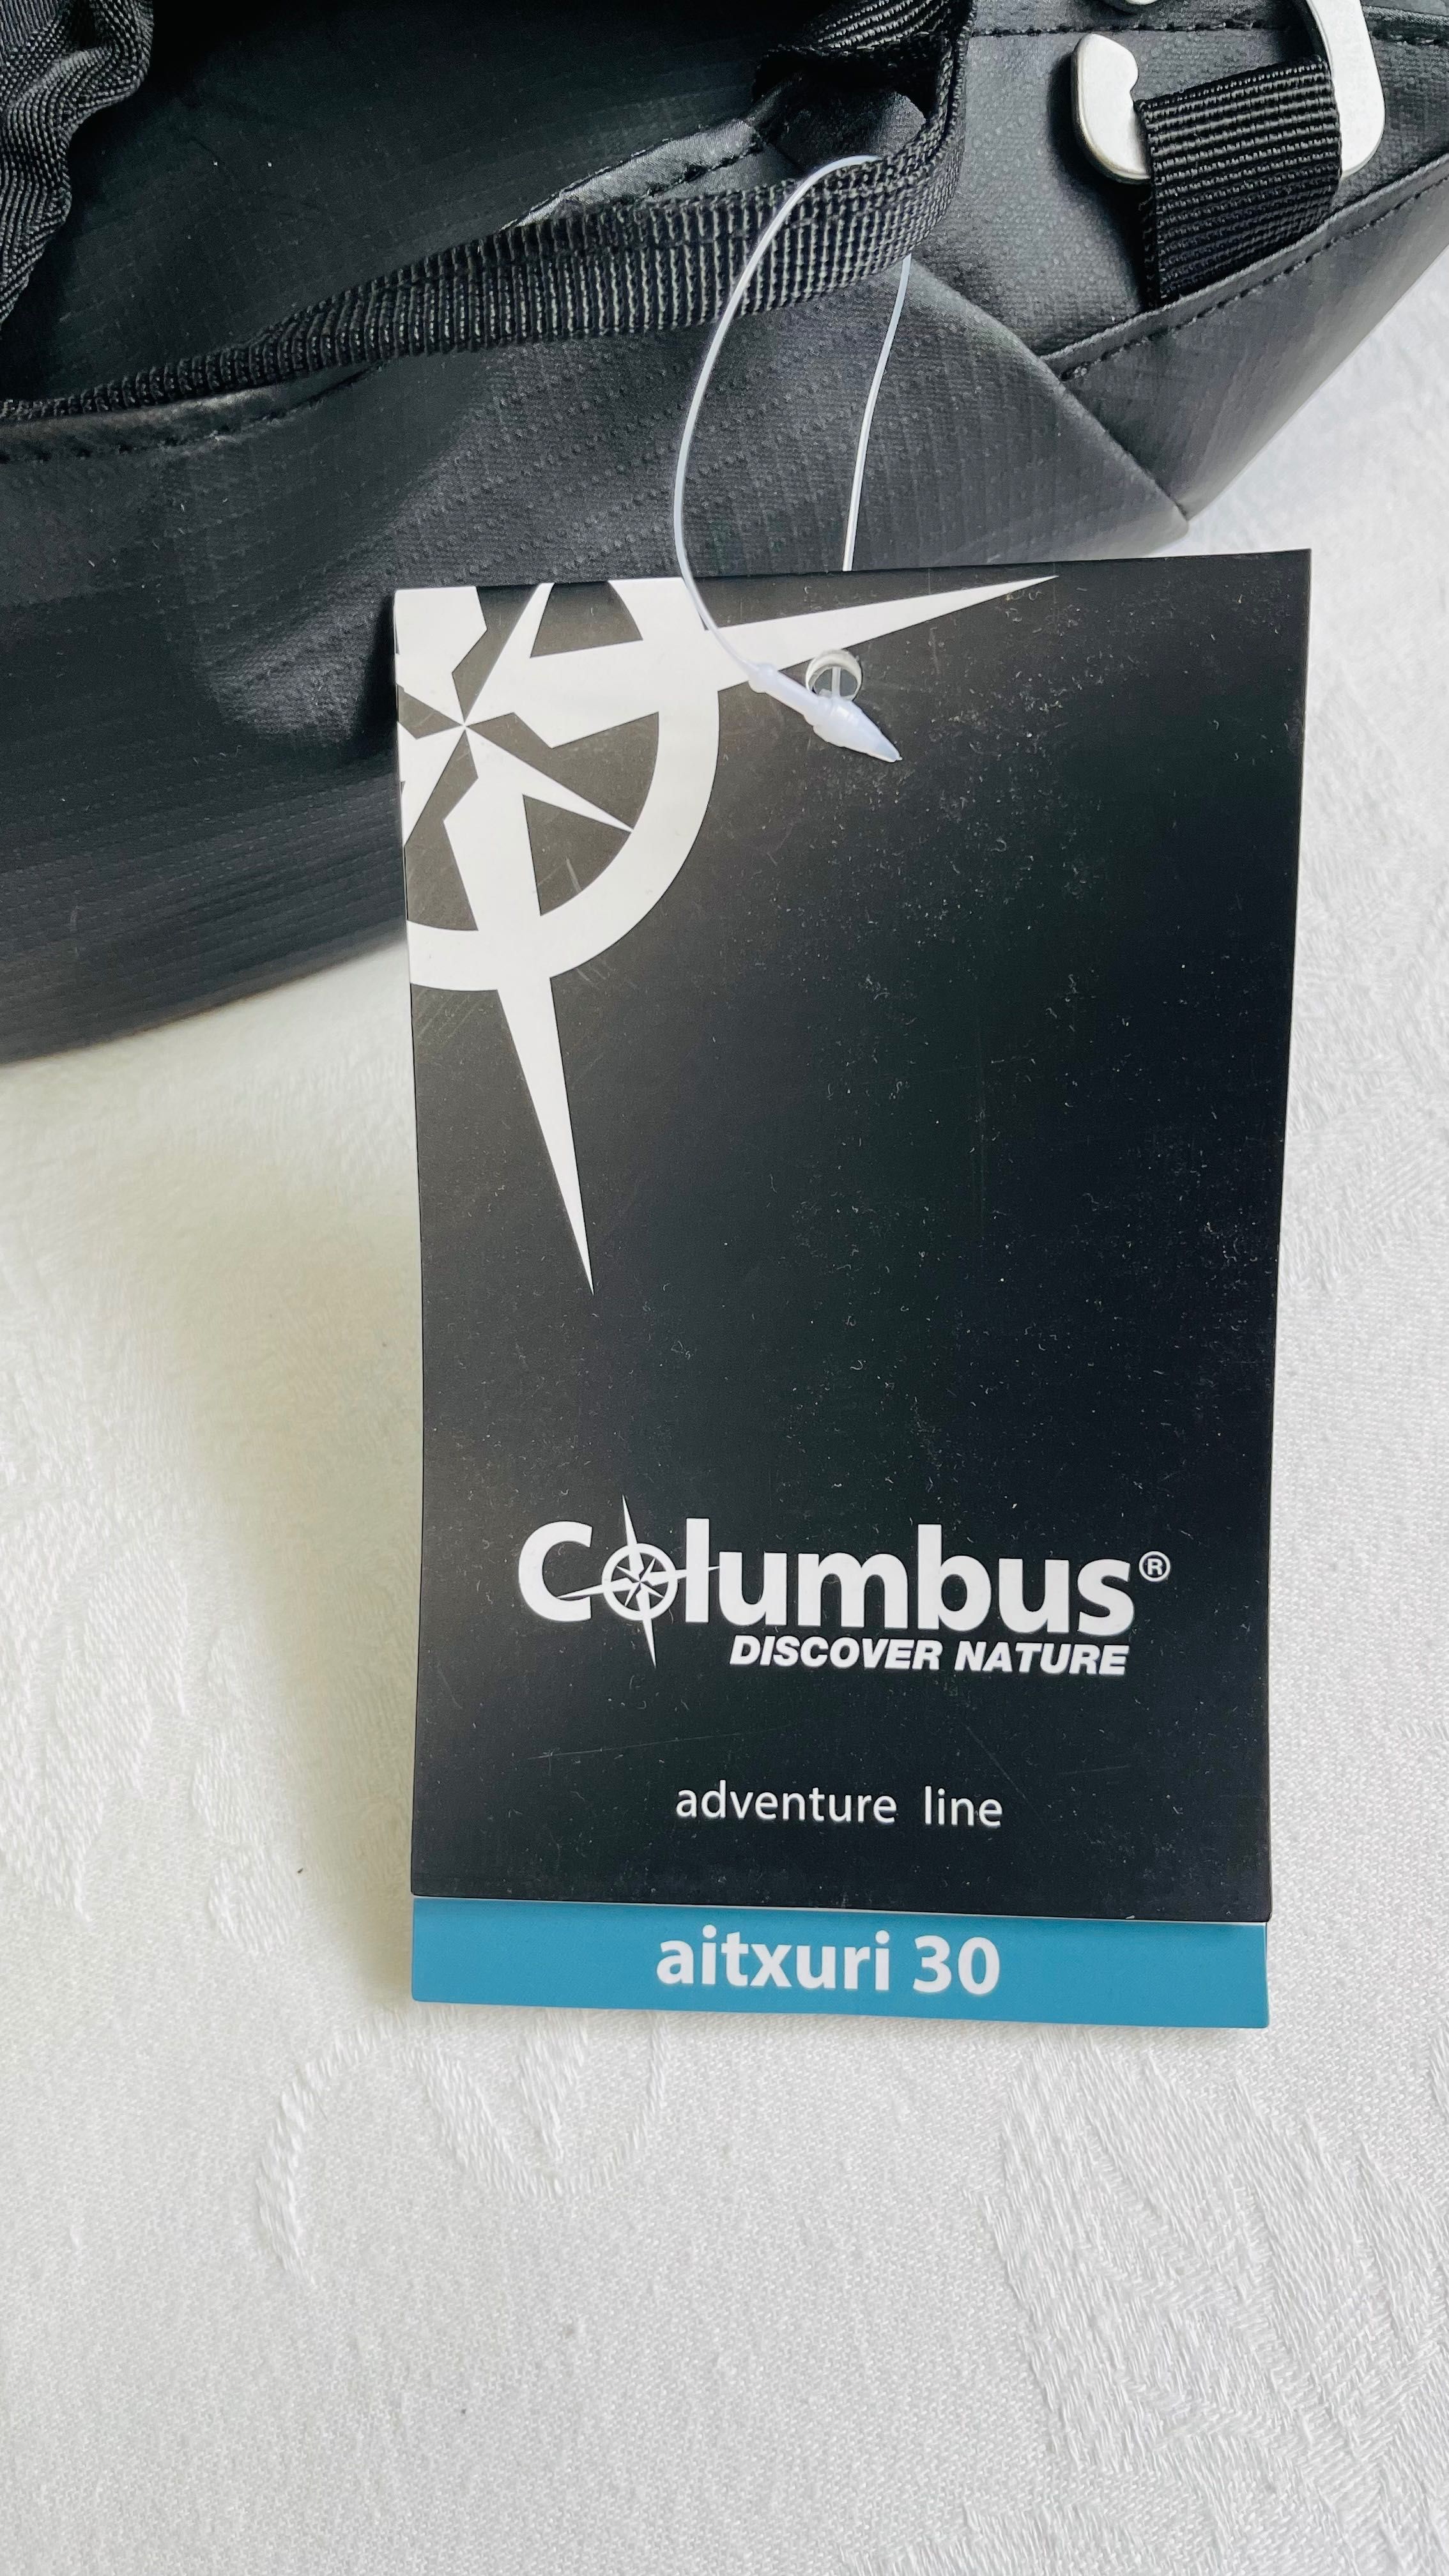 Columbus®
DISCOVER NATURE
adventure line
aitxuri 30